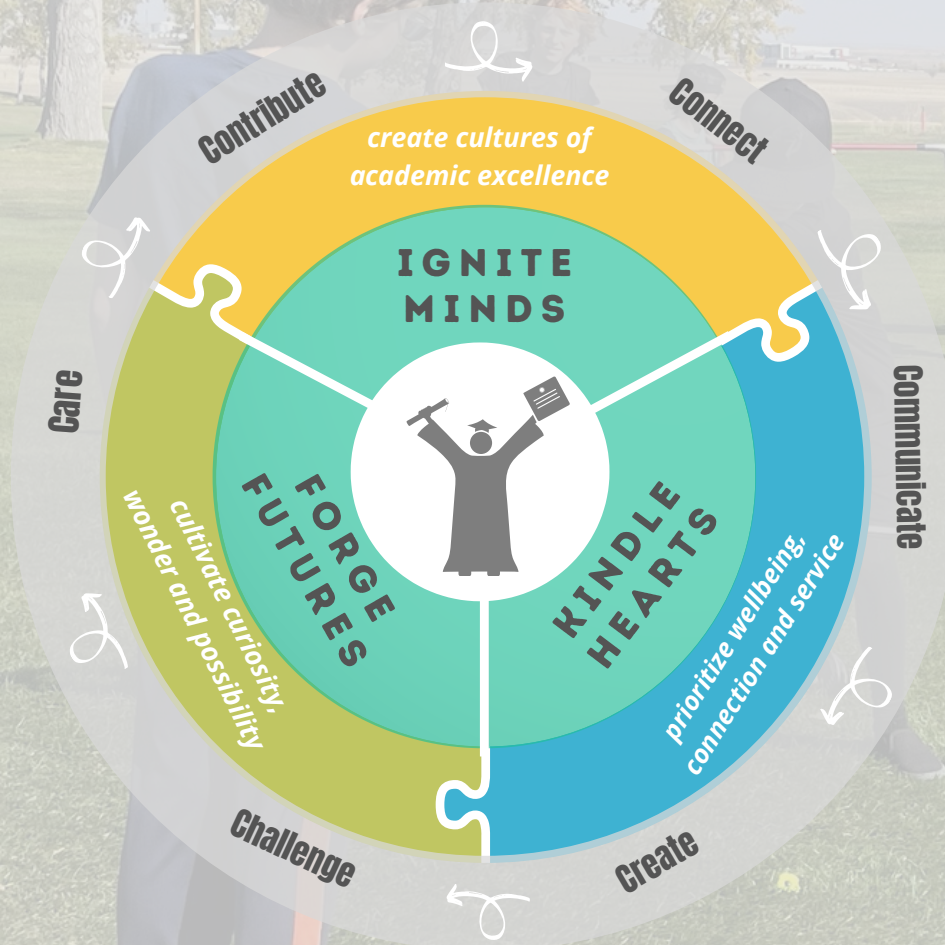 Contribute
Connect
Communicate
Create
Challenge
Care
create cultures of
academic excellence
IGNITE
MINDS
KINDLE
HEARTS
prioritize wellbeing,
connection and service
FORGE
FUTURES
cultivate curiosity,
wonder and possibility